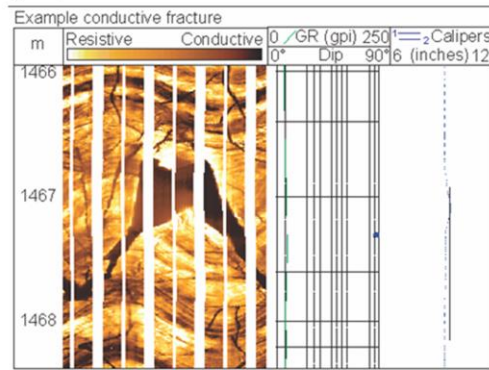 Example conductive fracture
m
Resistive Conductive
0 GR (gpi) 250
0° Dip 90°
1 2 Calipers
6 (inches) 12
1466
1467
1468